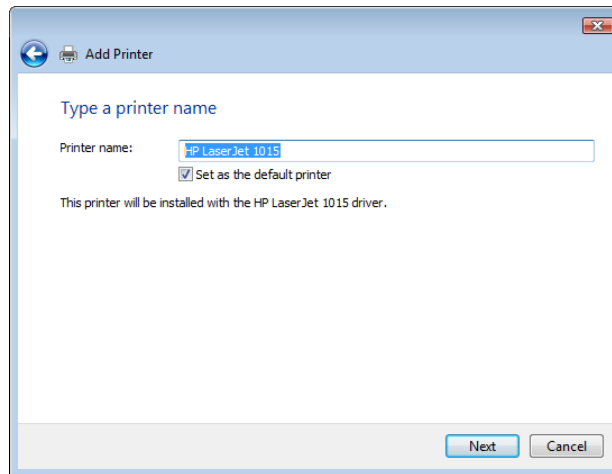 Add Printer
Type a printer name
Printer name: HP LaserJet 1015
Set as the default printer
This printer will be installed with the HP LaserJet 1015 driver.
Next Cancel